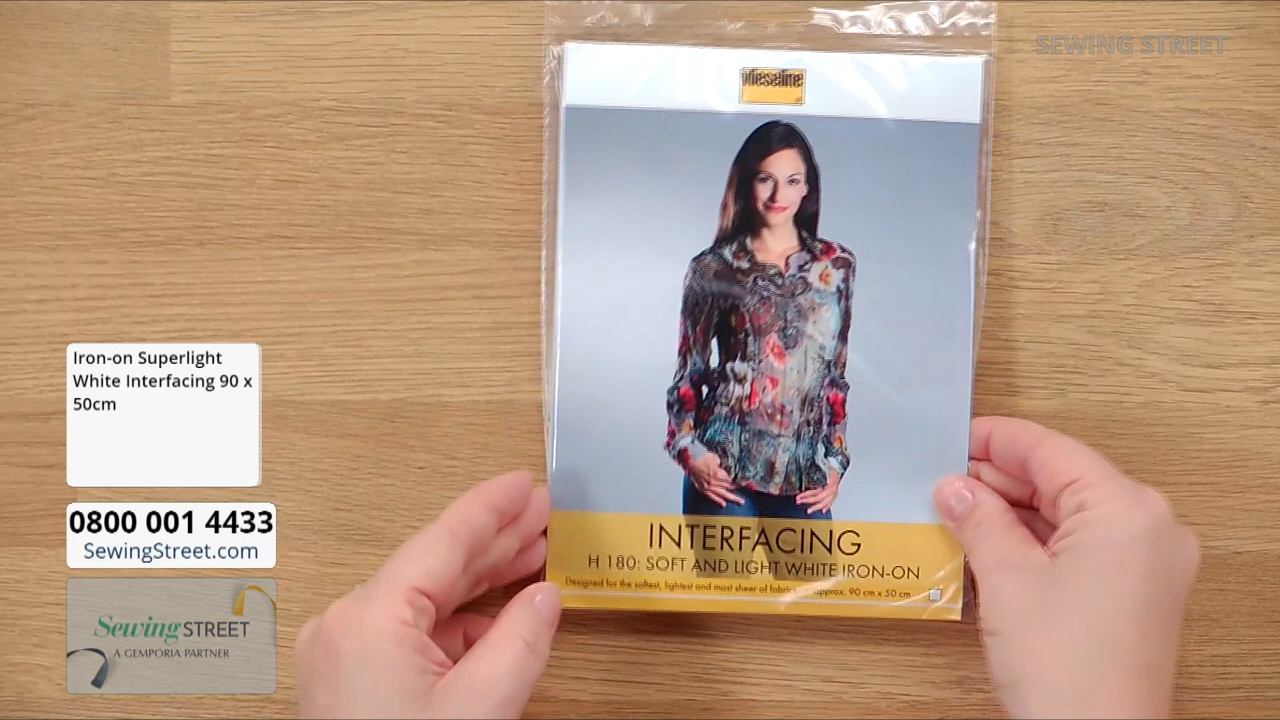 SEWING STREET
vlieseline
Iron-on Superlight
White Interfacing 90 x
50cm
0800 001 4433
SewingStreet.com
Sewing STREET
A GEMPORIA PARTNER
INTERFACING
H 180: SOFT AND LIGHT WHITE IRON-ON
Designed for the softest, lightest and most sheer of fabrics approx. 90 cm x 50 cm